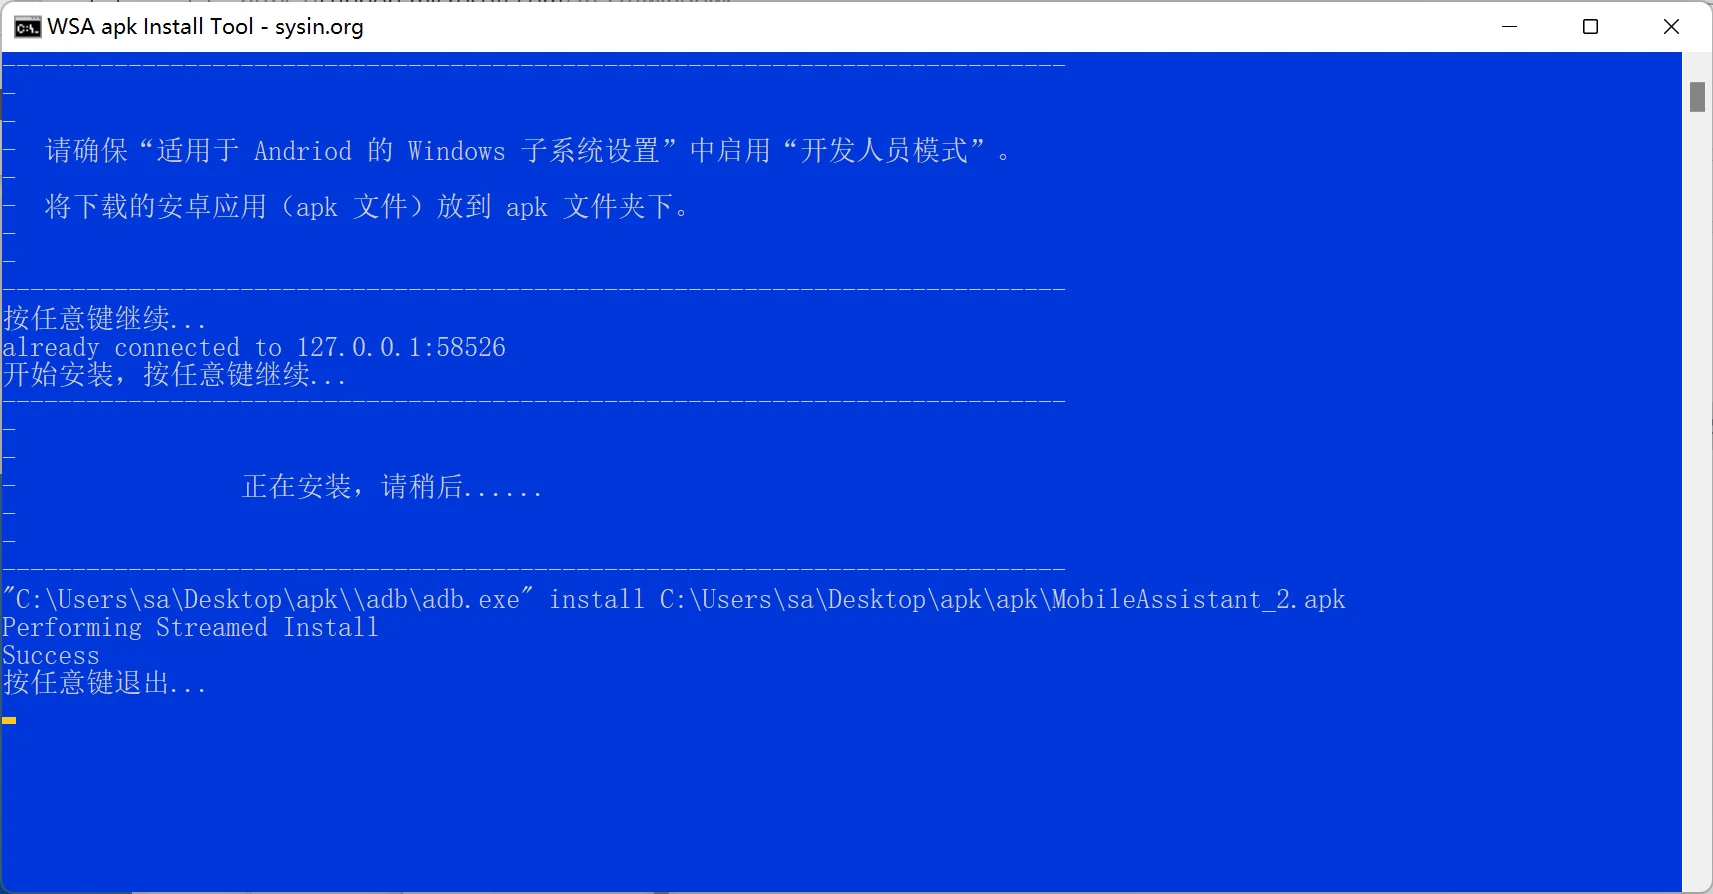 WSA apk Install Tool - sysin.org
请确保“适用于 Andriod 的 Windows 子系统设置”中启用“开发人员模式”。
将下载的安卓应用（apk 文件）放到 apk 文件夹下。
按任意键继续...
already connected to 127.0.0.1:58526
开始安装，按任意键继续...
正在安装，请稍后......
"C:\Users\sa\Desktop\apk\\adb\adb.exe" install C:\Users\sa\Desktop\apk\apk\MobileAssistant_2.apk
Performing Streamed Install
Success
按任意键退出...